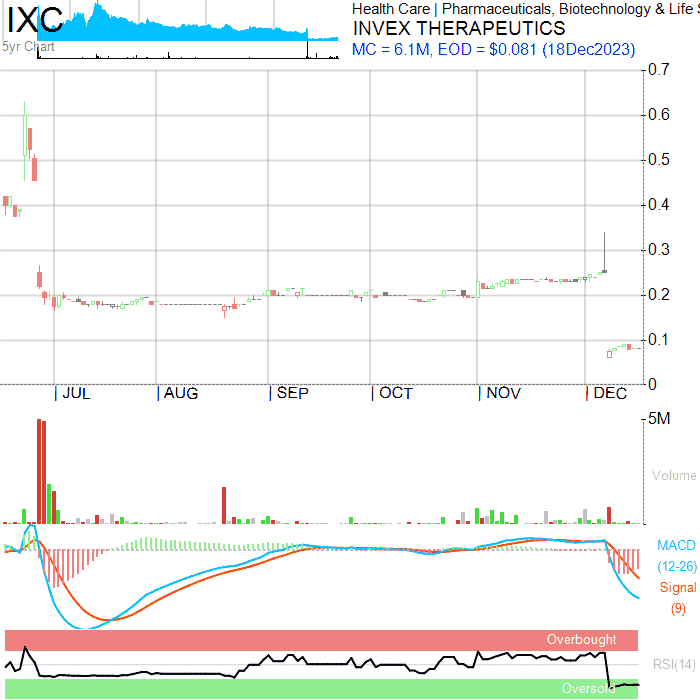 IXC
5yr Chart
Health Care | Pharmaceuticals, Biotechnology & Life
INVEX THERAPEUTICS
MC = 6.1M, EOD = $0.081 (18Dec2023)
0.7
0.6
0.5
0.4
0.3
0.2
0.1
0
| JUL | AUG | SEP | OCT | NOV | DEC
5M
Volume
MACD
(12-26)
Signal
(9)
Overbought
RSI(14)
Oversold